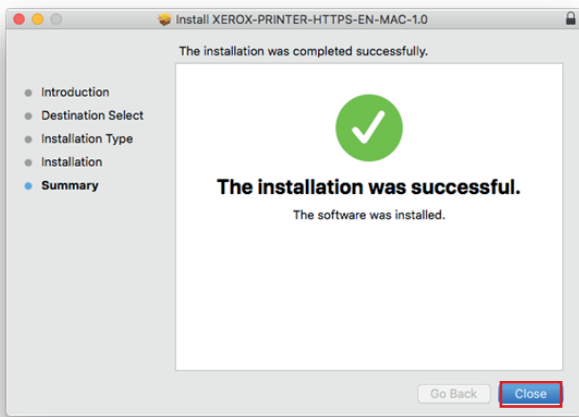 Install XEROX-PRINTER-HTTPS-EN-MAC-1.0
The installation was completed successfully.
Introduction
Destination Select
Installation Type
Installation
Summary
The installation was successful.
The software was installed.
Go Back
Close